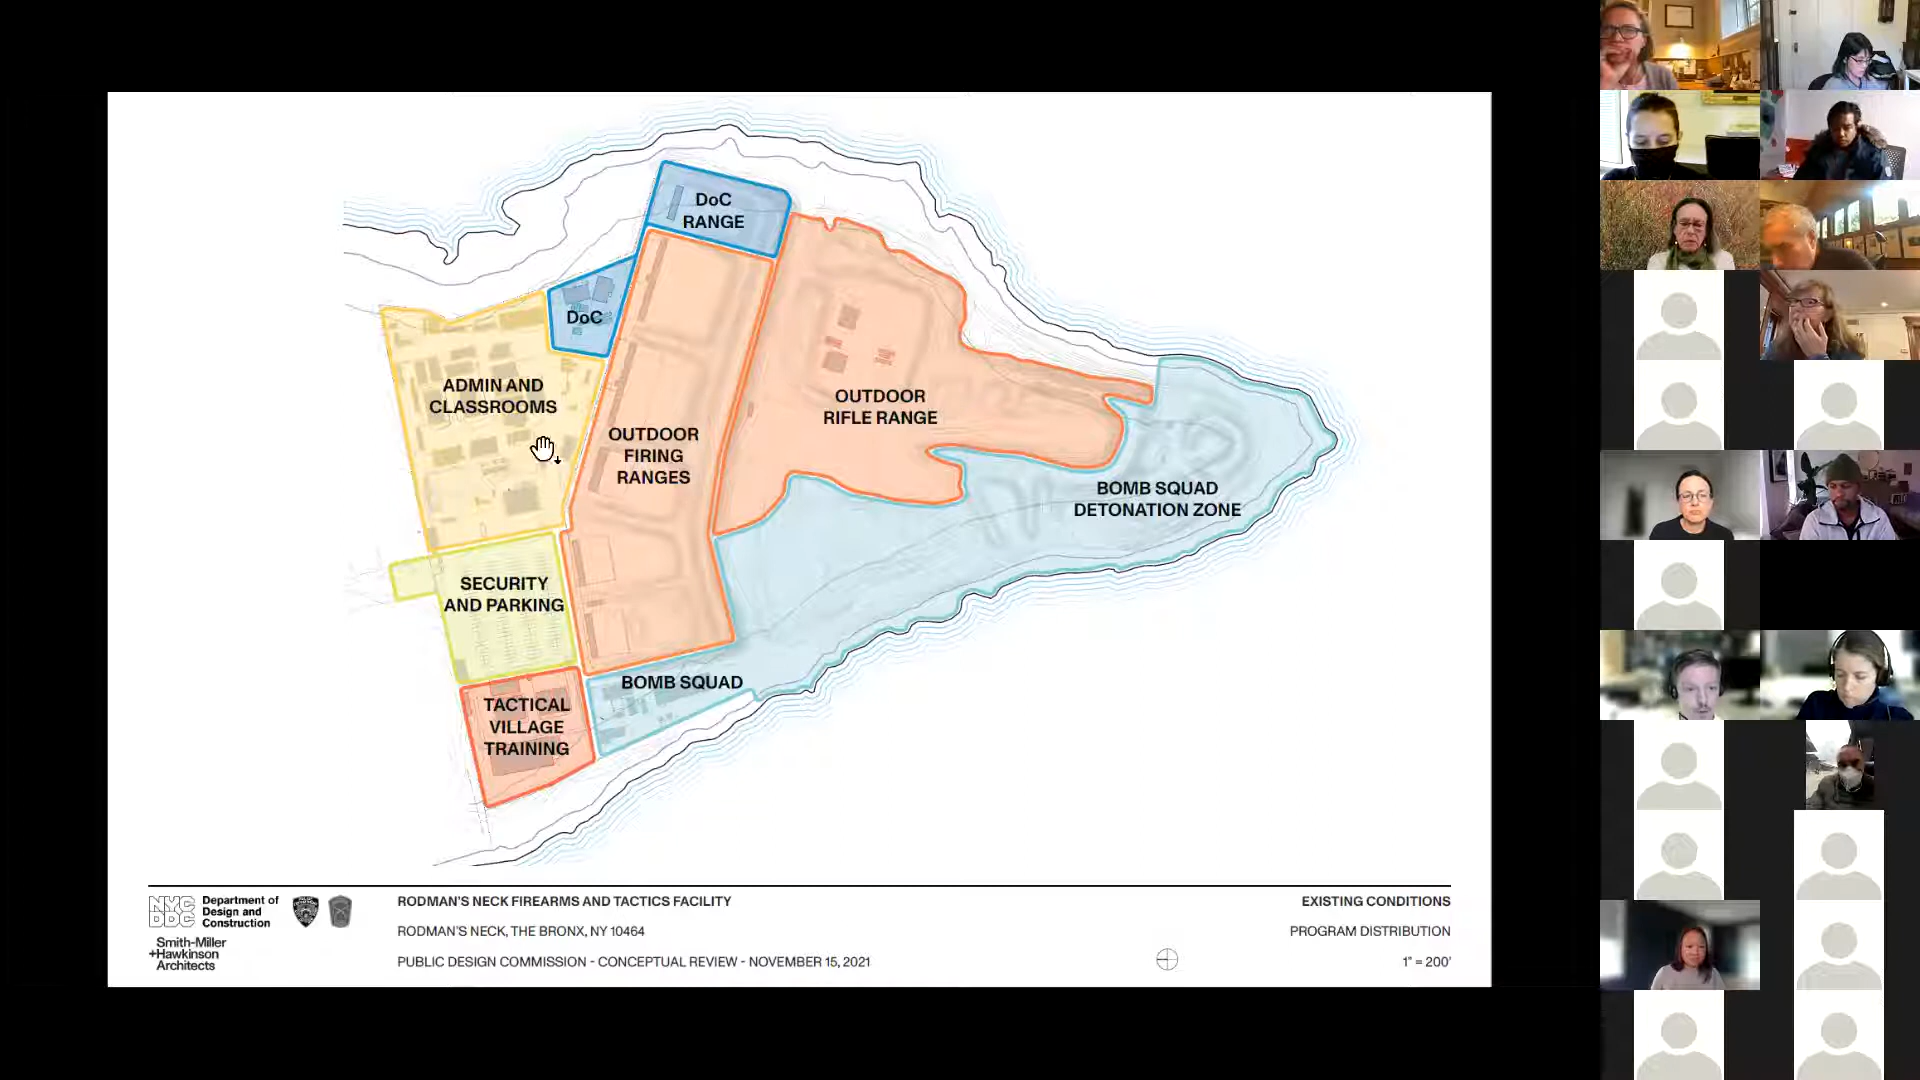 DoC
RANGE
DoC
ADMIN AND
CLASSROOMS
OUTDOOR
FIRING
RANGES
OUTDOOR
RIFLE RANGE
BOMB SQUAD
DETONATION ZONE
SECURITY
AND PARKING
BOMB SQUAD
TACTICAL
VILLAGE
TRAINING
NYC
DDC
Department of
Design and
Construction
Smith-Miller
+Hawkinson
Architects
RODMAN'S NECK FIREARMS AND TACTICS FACILITY
RODMAN'S NECK, THE BRONX, NY 10464
PUBLIC DESIGN COMMISSION - CONCEPTUAL REVIEW - NOVEMBER 15, 2021
EXISTING CONDITIONS
PROGRAM DISTRIBUTION
1" = 200'